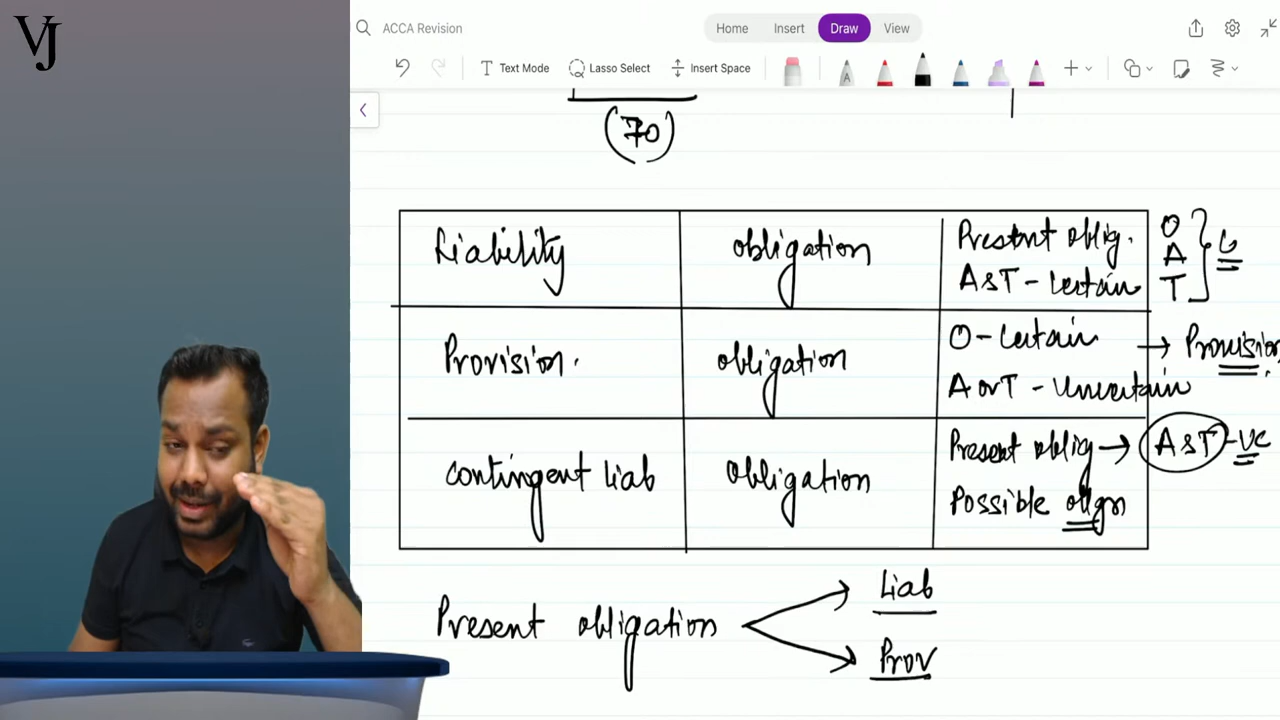 VJ
ACCA Revision
Home Insert Draw View
Text Mode Lasso Select Insert Space
(70)
Liability obligation Present oblig. O
A&T - Certain A
T
Provision. obligation O - Certain → Provision
A or T - Uncertain
Contingent liab obligation Present oblig → A&T - UC
Possible oblgn
Present obligation Liab
Prov